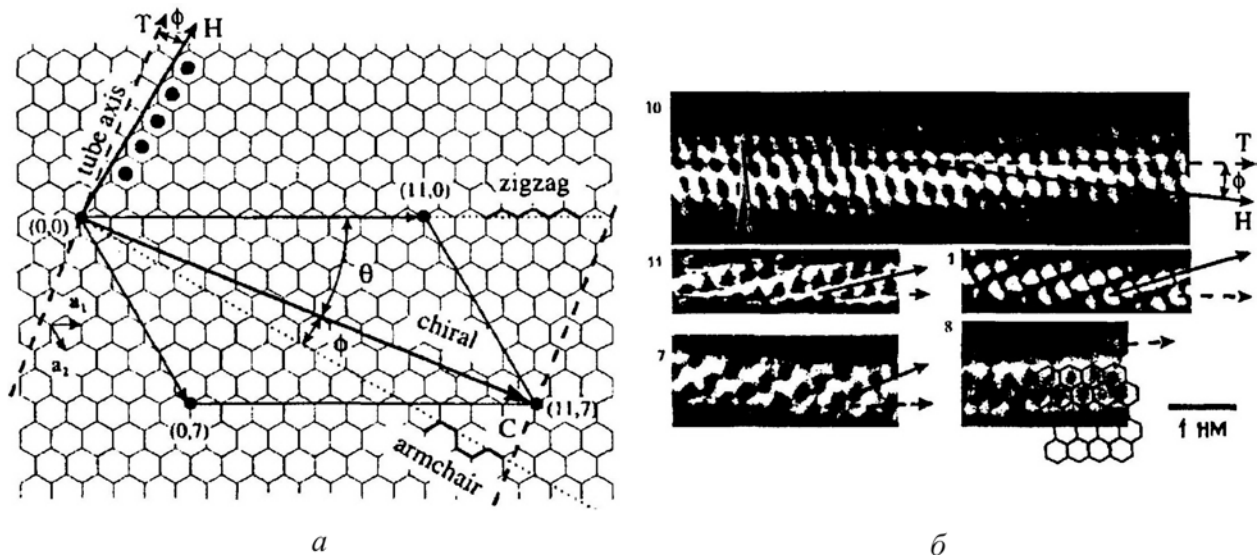 T ϕ H
tube axis
(0,0)
(11,0)
zigzag
θ
a₁
a₂
chiral
ϕ
(0,7)
C
(11,7)
armchair
а
10
T
ϕ
H
11
1
7
8
1 НМ
б